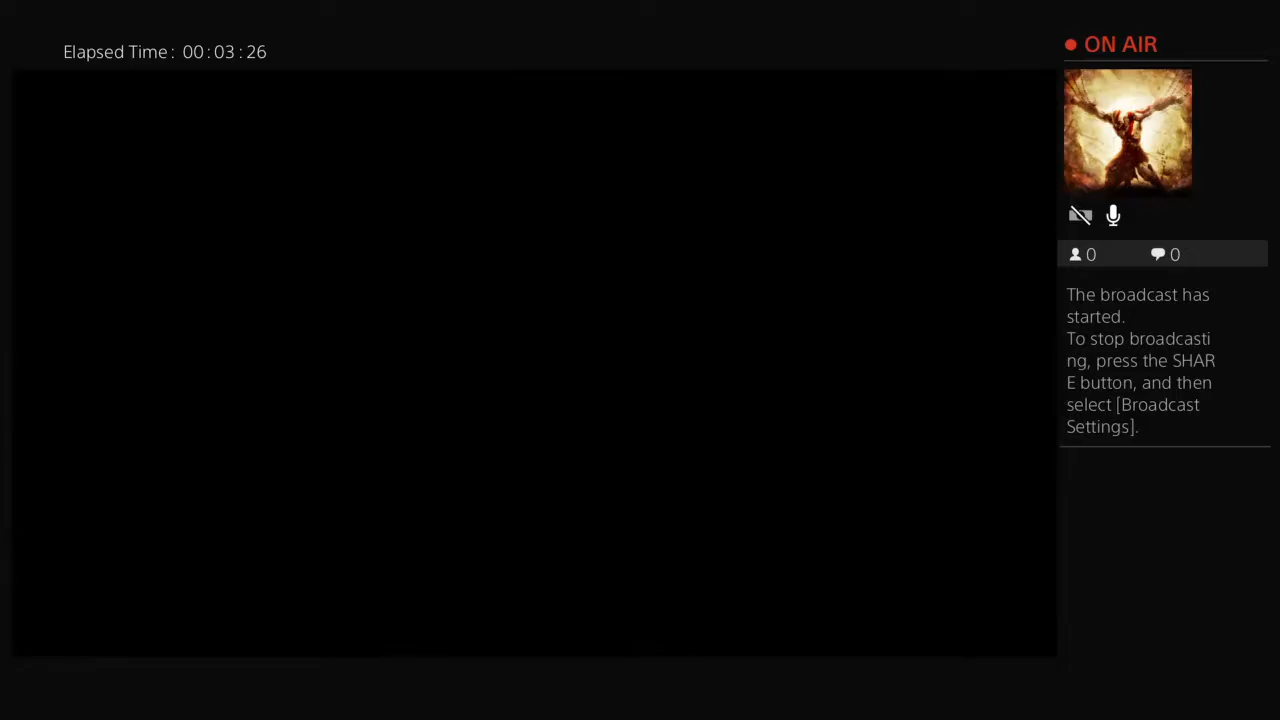 Elapsed Time: 00:03:26
ON AIR
0 0
The broadcast has
started.
To stop broadcasti
ng, press the SHAR
E button, and then
select [Broadcast
Settings].